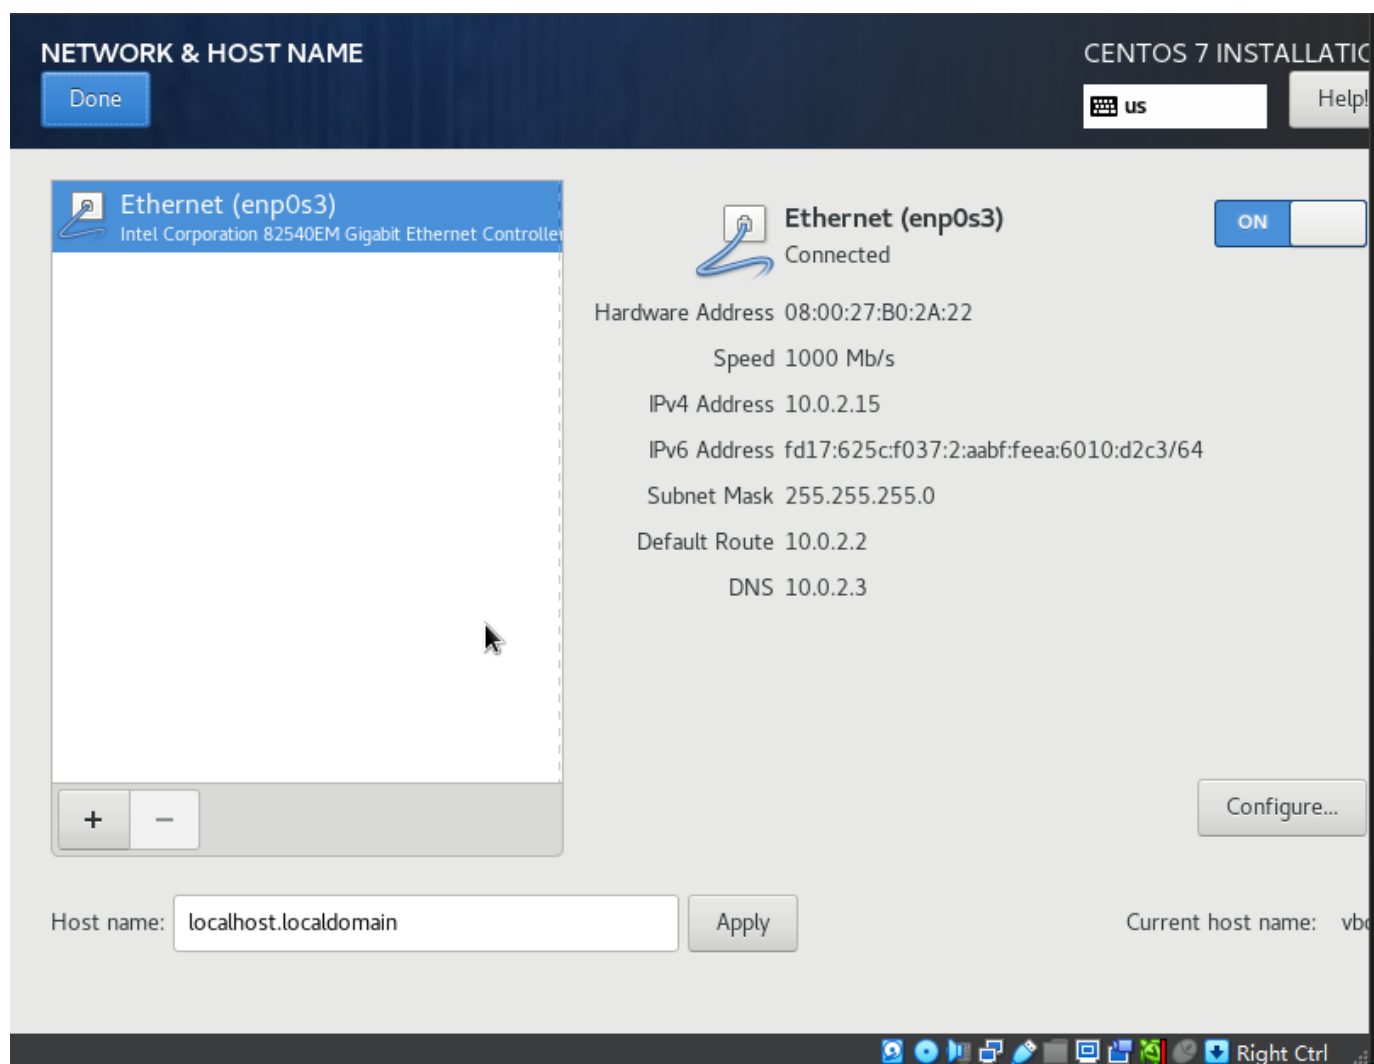 NETWORK & HOST NAME
CENTOS 7 INSTALLATIO
Done
us
Help!
Ethernet (enp0s3)
Intel Corporation 82540EM Gigabit Ethernet Controller
Ethernet (enp0s3)
Connected
ON
Hardware Address 08:00:27:B0:2A:22
Speed 1000 Mb/s
IPv4 Address 10.0.2.15
IPv6 Address fd17:625c:f037:2:aabf:feea:6010:d2c3/64
Subnet Mask 255.255.255.0
Default Route 10.0.2.2
DNS 10.0.2.3
+ −
Configure...
Host name: localhost.localdomain Apply
Current host name:
Right Ctrl